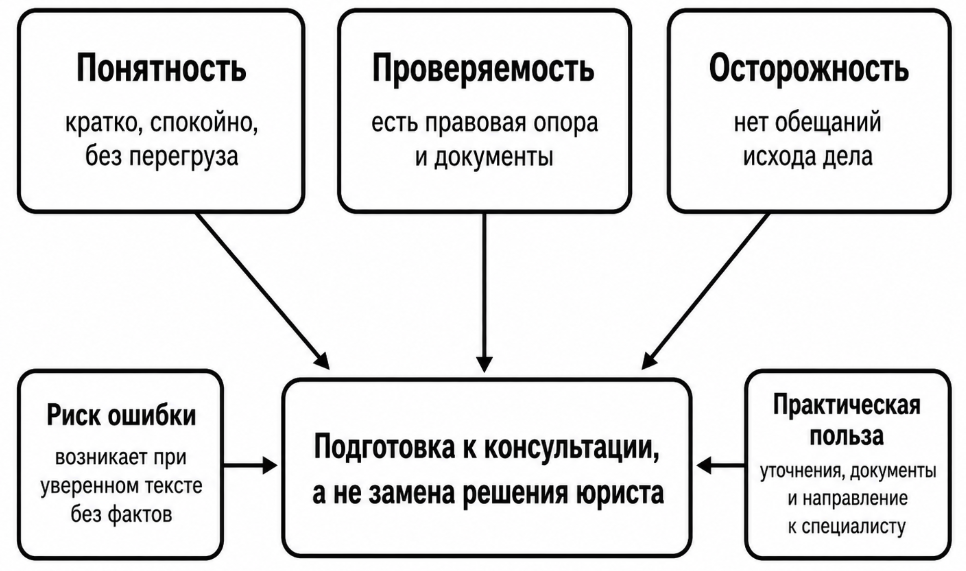 Понятность
кратко, спокойно,
без перегруза
Проверяемость
есть правовая опора
и документы
Осторожность
нет обещаний
исхода дела
Риск ошибки
возникает при
уверенном тексте
без фактов
Подготовка к консультации,
а не замена решения юриста
Практическая
польза
уточнения, документы
и направление
к специалисту